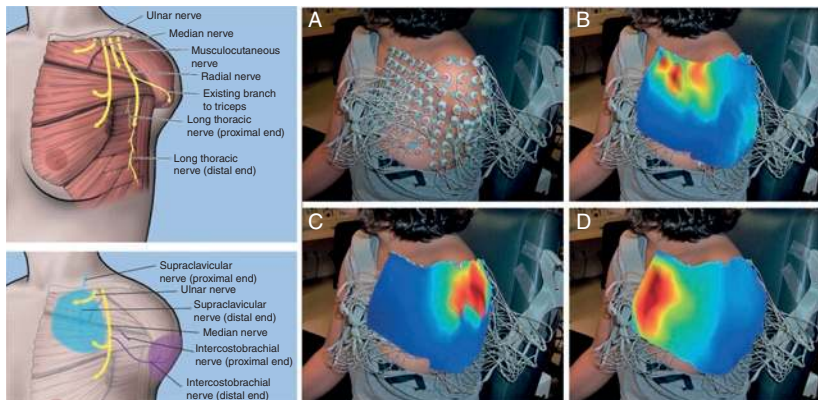 Ulnar nerve
Median nerve
Musculocutaneous
nerve
Radial nerve
Existing branch
to triceps
Long thoracic
nerve (proximal end)
Long thoracic
nerve (distal end)
Supraclavicular
nerve (proximal end)
Ulnar nerve
Supraclavicular
nerve (distal end)
Median nerve
Intercostobrachial
nerve (proximal end)
Intercostobrachial
nerve (distal end)
A
B
C
D